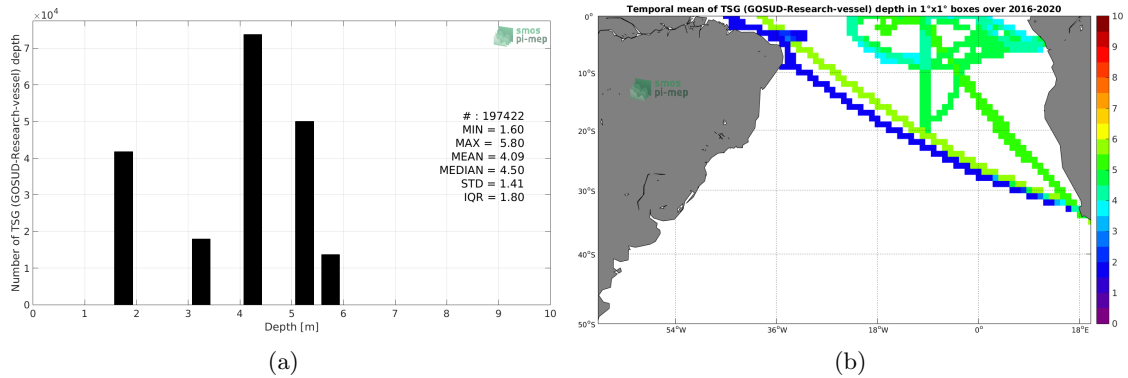 ×10⁴
8
7
6
5
4
3
2
1
0
Number of TSG (GOSUD-Research-vessel) depth
0 1 2 3 4 5 6 7 8 9 10
Depth [m]
smos
pi-mep
# : 197422
MIN = 1.60
MAX = 5.80
MEAN = 4.09
MEDIAN = 4.50
STD = 1.41
IQR = 1.80
(a)
Temporal mean of TSG (GOSUD-Research-vessel) depth in 1°x1° boxes over 2016-2020
0°
10°S
20°S
30°S
40°S
50°S
54°W 36°W 18°W 0° 18°E
smos
pi-mep
10
9
8
7
6
5
4
3
2
1
0
(b)